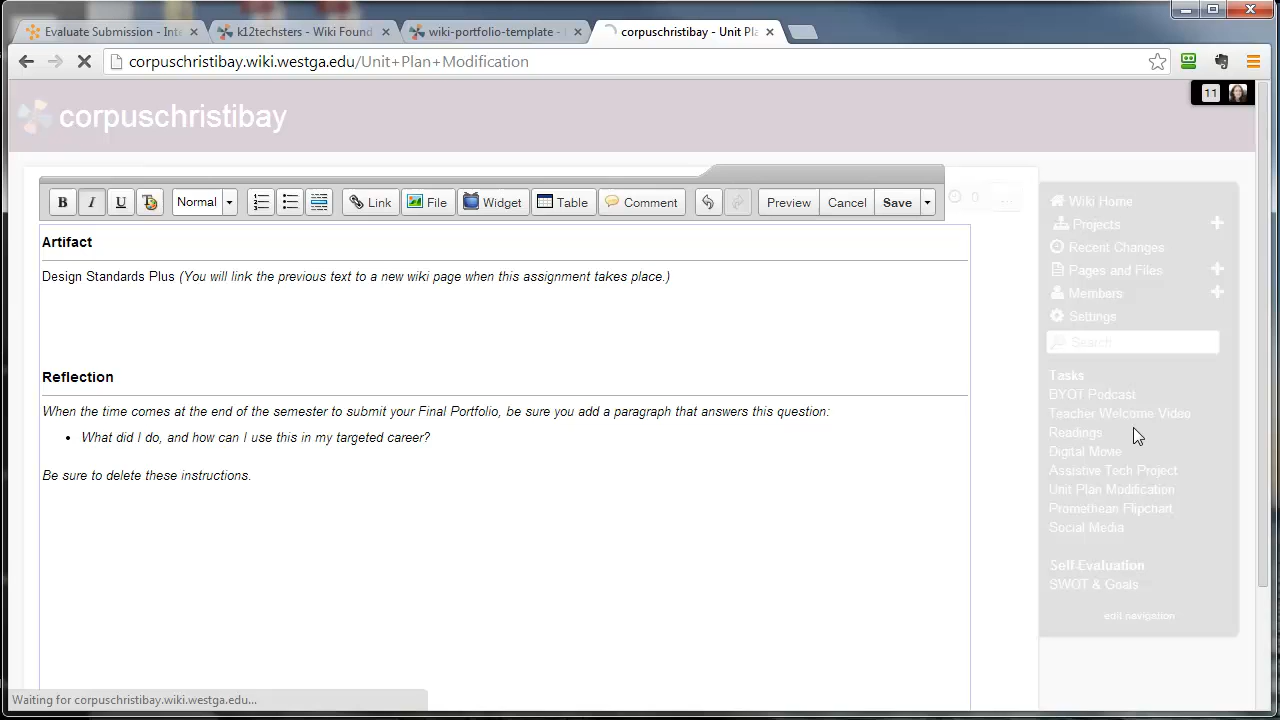 Evaluate Submission - Inte
k12techsters - Wiki Found
wiki-portfolio-template -
corpuschristibay - Unit Pla
corpuschristibay.wiki.westga.edu/Unit+Plan+Modification
11
corpuschristibay
B I U T Normal Link File Widget Table Comment Preview Cancel Save
0 ...
Artifact
Design Standards Plus (You will link the previous text to a new wiki page when this assignment takes place.)
Reflection
When the time comes at the end of the semester to submit your Final Portfolio, be sure you add a paragraph that answers this question:
• What did I do, and how can I use this in my targeted career?
Be sure to delete these instructions.
Wiki Home
Projects
Recent Changes
Pages and Files
Members
Settings
Search
Tasks
BYOT Podcast
Teacher Welcome Video
Readings
Digital Movie
Assistive Tech Project
Unit Plan Modification
Promethean Flipchart
Social Media
Self Evaluation
SWOT & Goals
edit navigation
Waiting for corpuschristibay.wiki.westga.edu...